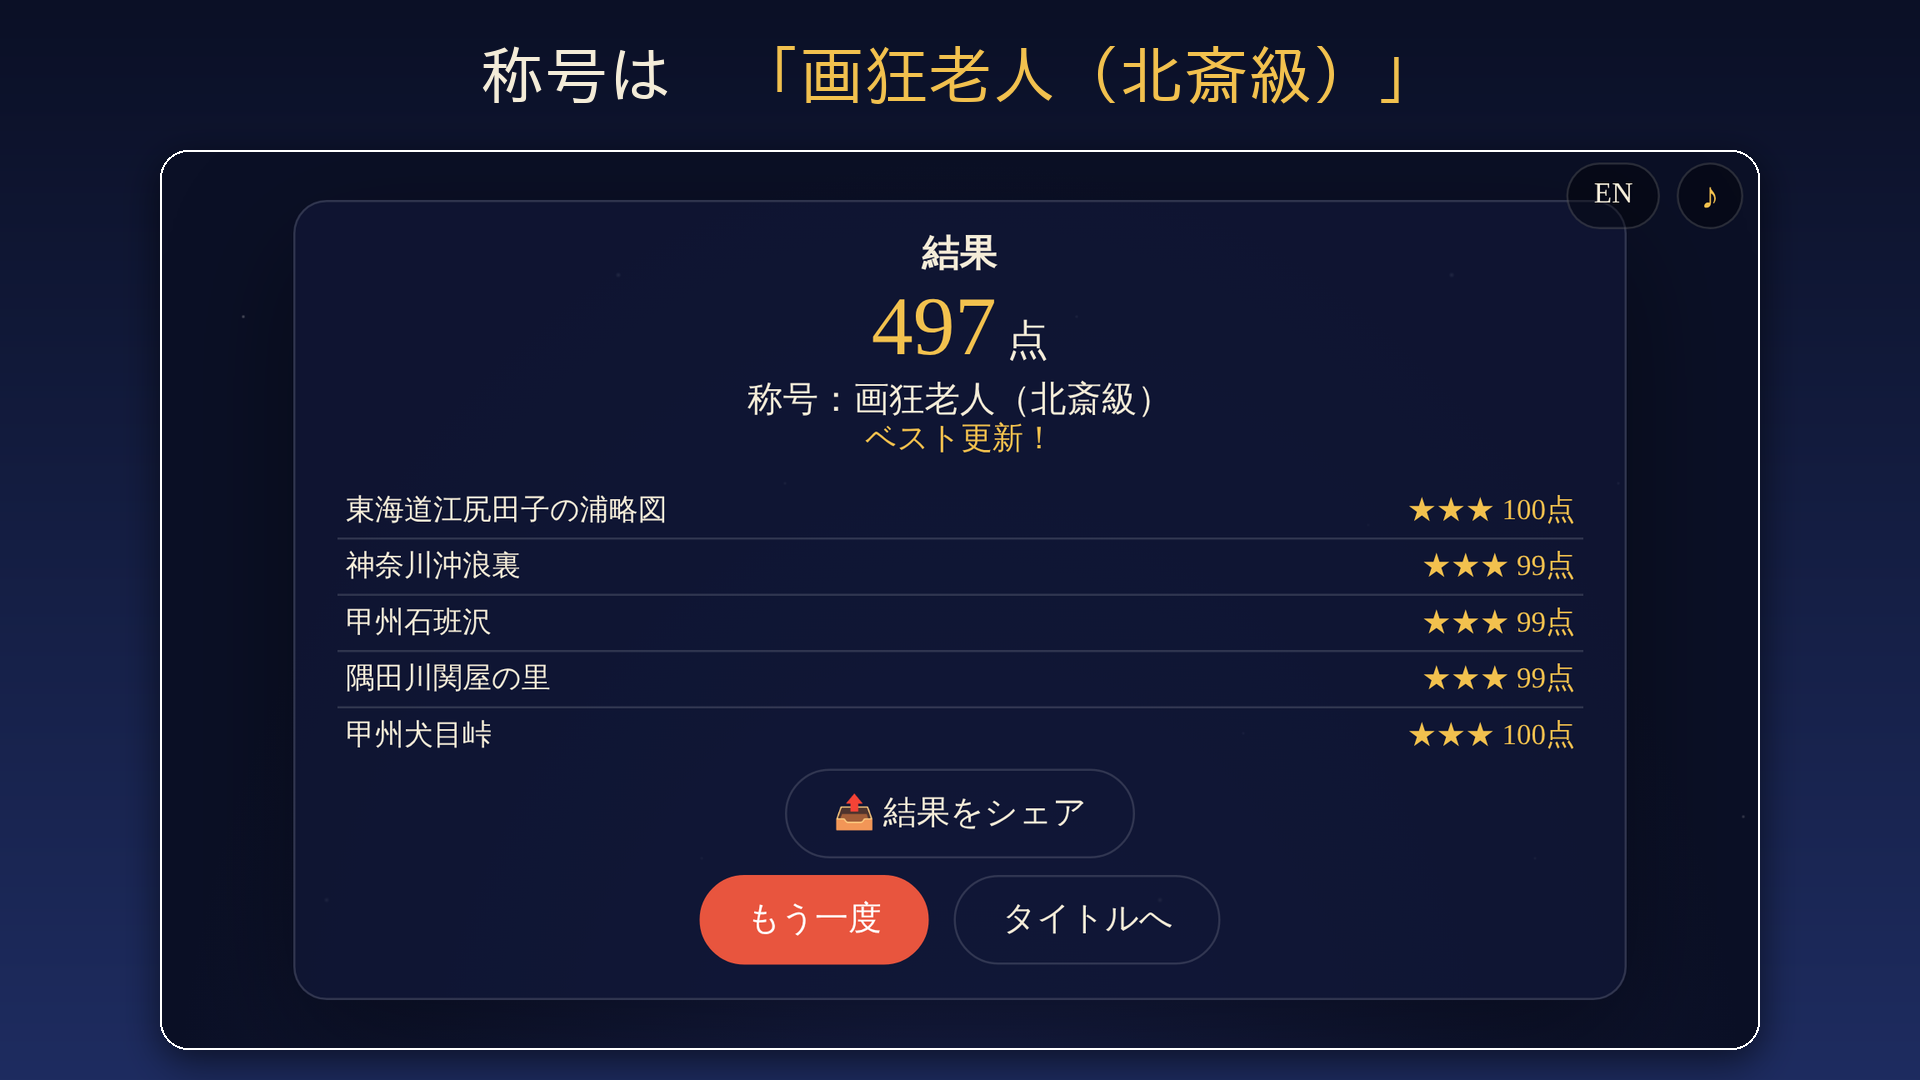 称号は　「画狂老人（北斎級）」
EN ♪
結果
497 点
称号：画狂老人（北斎級）
ベスト更新！
東海道江尻田子の浦略図 ★★★ 100点
神奈川沖浪裏 ★★★ 99点
甲州石班沢 ★★★ 99点
隅田川関屋の里 ★★★ 99点
甲州犬目峠 ★★★ 100点
📤 結果をシェア
もう一度 タイトルへ